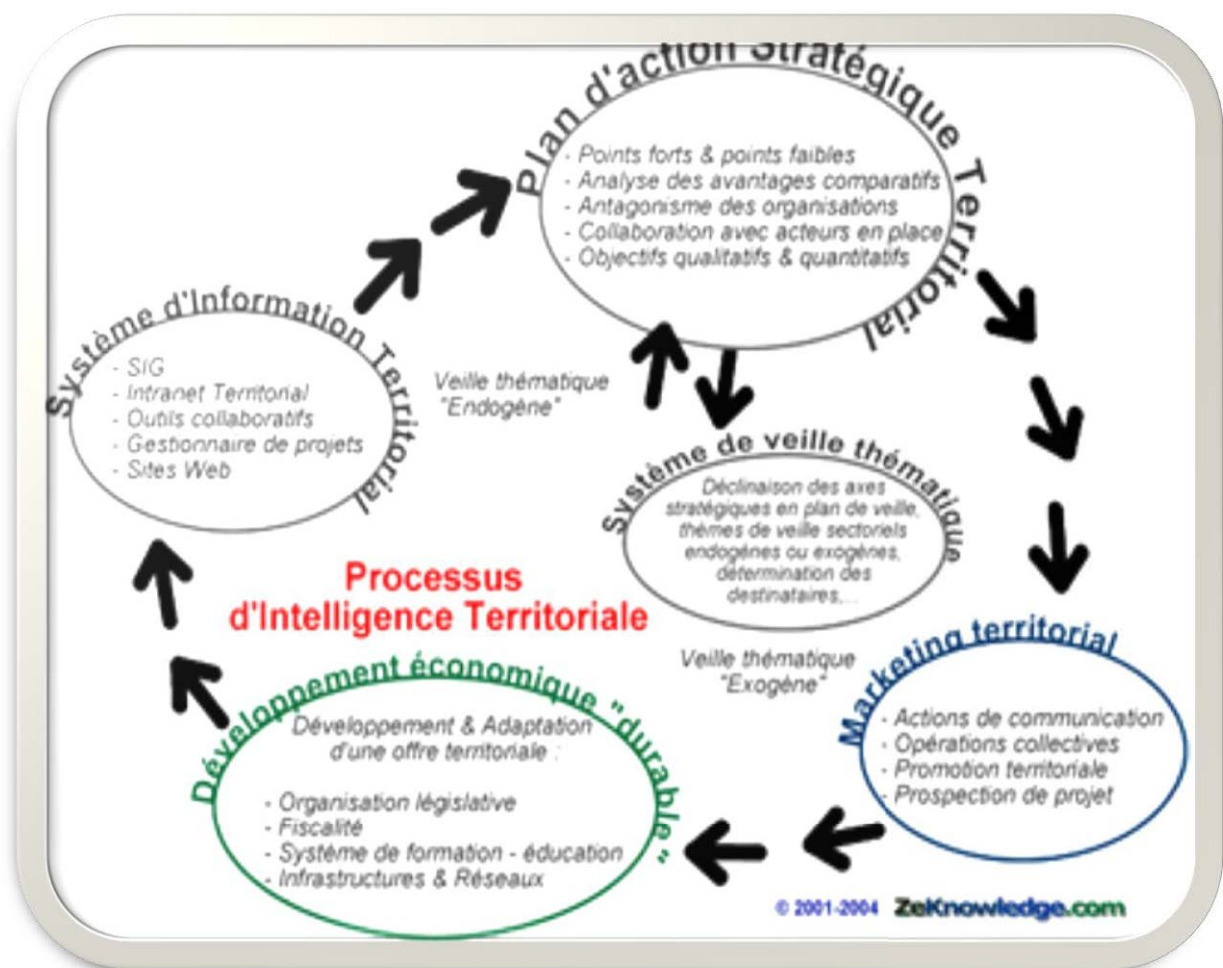 Plan d'action Stratégique Territorial
- Points forts & points faibles
- Analyse des avantages comparatifs
- Antagonisme des organisations
- Collaboration avec acteurs en place
- Objectifs qualitatifs & quantitatifs
Système d'Information Territorial
- SIG
- Intranet Territorial
- Outils collaboratifs
- Gestionnaire de projets
- Sites Web
Veille thématique
"Endogène"
Système de veille thématique
Déclinaison des axes
stratégiques en plan de veille,
thèmes de veille sectoriels
endogènes ou exogènes,
détermination des
destinataires,...
Processus
d'Intelligence Territoriale
Veille thématique
"Exogène"
Marketing territorial
- Actions de communication
- Opérations collectives
- Promotion territoriale
- Prospection de projet
Développement économique "durable"
Développement & Adaptation
d'une offre territoriale :
- Organisation législative
- Fiscalité
- Système de formation - éducation
- Infrastructures & Réseaux
© 2001-2004 ZeKnowledge.com